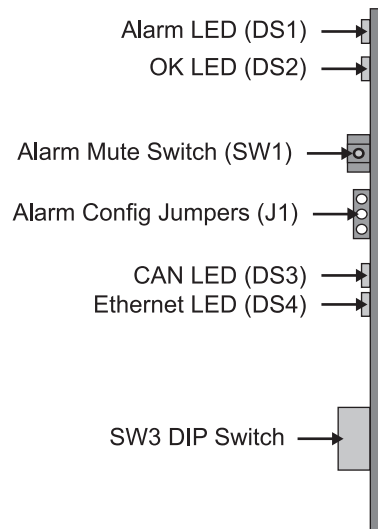 Alarm LED (DS1)
OK LED (DS2)
Alarm Mute Switch (SW1)
Alarm Config Jumpers (J1)
CAN LED (DS3)
Ethernet LED (DS4)
SW3 DIP Switch